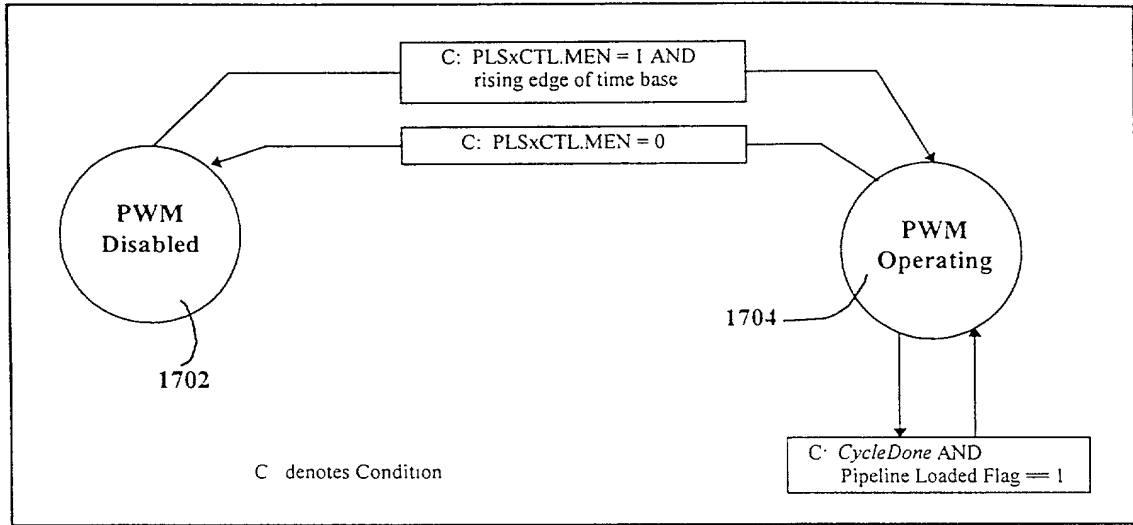 C: PLSxCTL.MEN = 1 AND
rising edge of time base
C: PLSxCTL.MEN = 0
PWM
Disabled
PWM
Operating
1704
1702
C denotes Condition
C: CycleDone AND
Pipeline Loaded Flag == 1